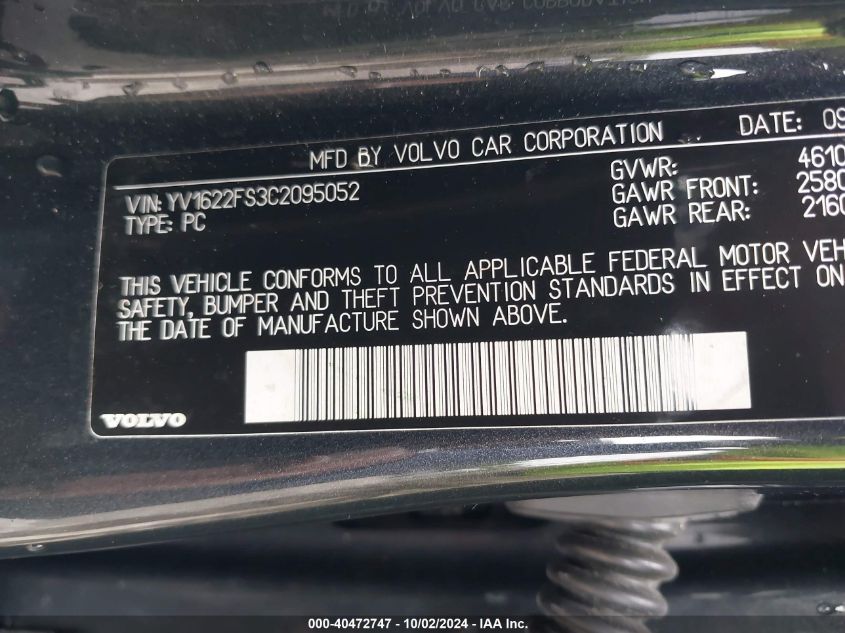 MFD BY VOLVO CAR CORPORATION DATE: 09
VIN: YV1622FS3C2095052
TYPE: PC
GVWR: 4610
GAWR FRONT: 2580
GAWR REAR: 2160
THIS VEHICLE CONFORMS TO ALL APPLICABLE FEDERAL MOTOR VEH
SAFETY, BUMPER AND THEFT PREVENTION STANDARDS IN EFFECT ON
THE DATE OF MANUFACTURE SHOWN ABOVE.
VOLVO
000-40472747 - 10/02/2024 - IAA Inc.